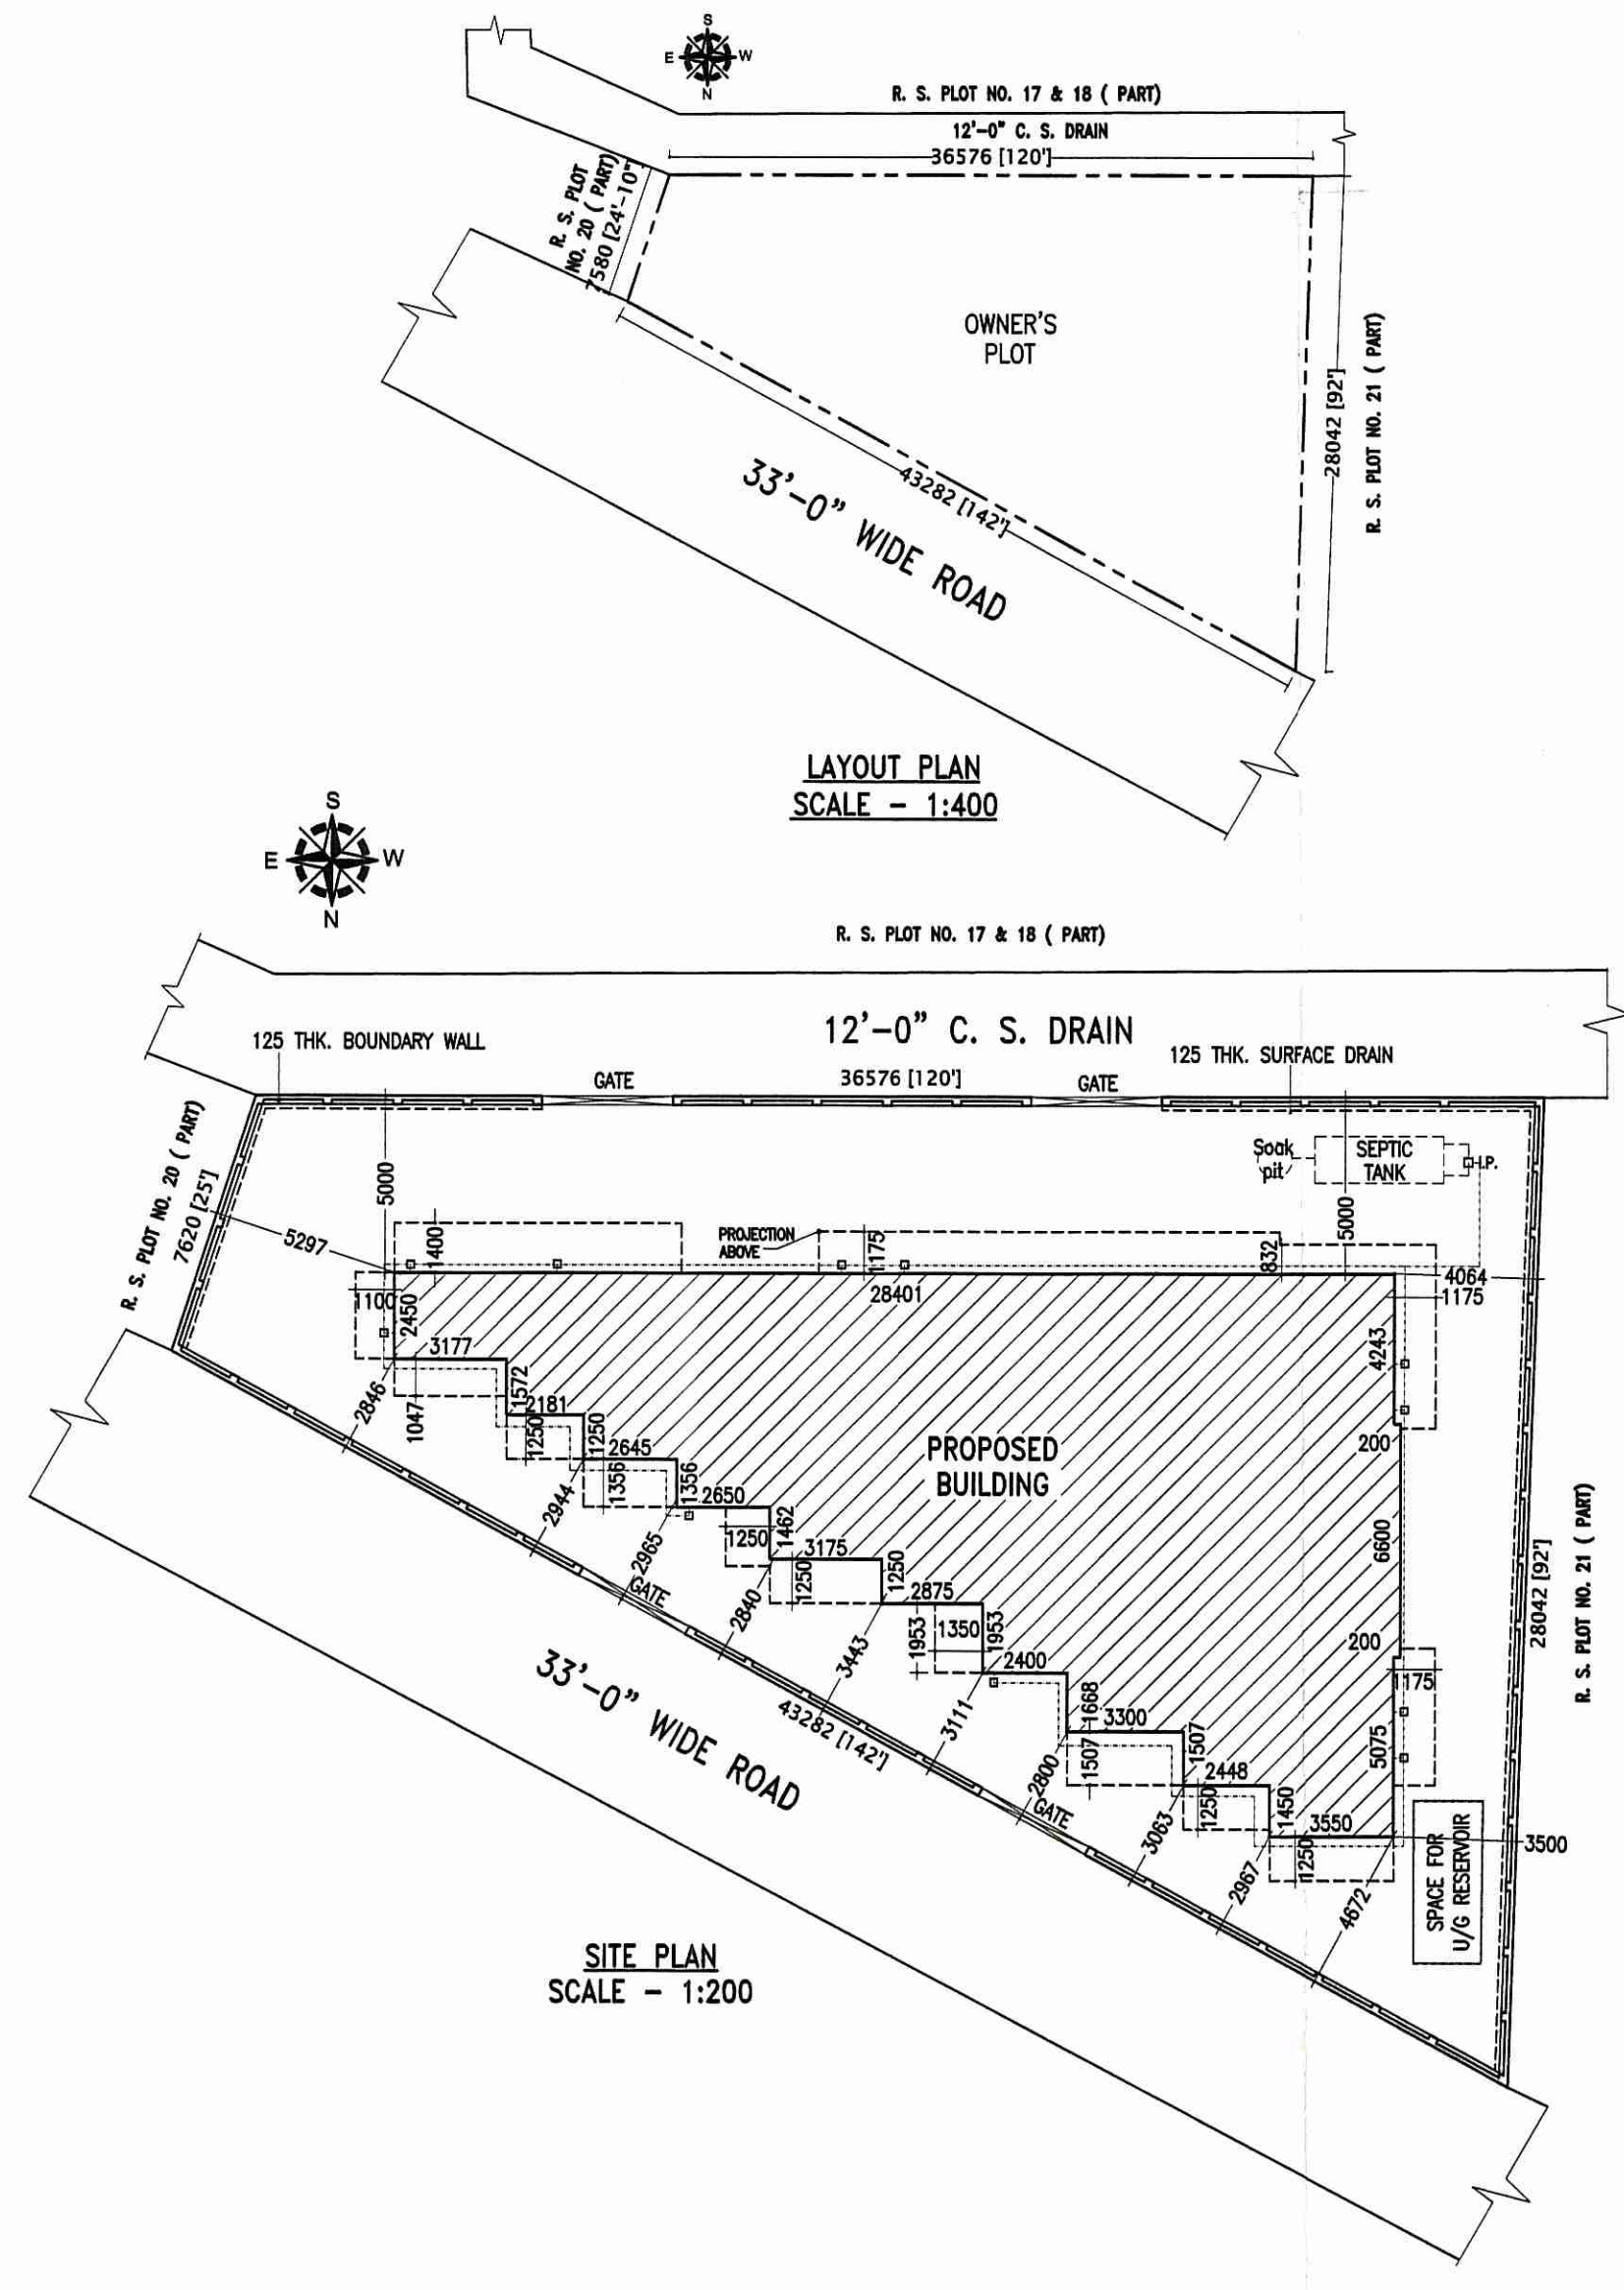 S
E
W
N
R. S. PLOT NO. 17 & 18 ( PART)
12'-0" C. S. DRAIN
36576 [120']
R. S. PLOT
NO. 20 ( PART)
7580 [24'-10"]
OWNER'S
PLOT
28042 [92']
R. S. PLOT NO. 21 ( PART)
43282 [142']
33'-0" WIDE ROAD
LAYOUT PLAN
SCALE - 1:400
S
E
W
N
R. S. PLOT NO. 17 & 18 ( PART)
12'-0" C. S. DRAIN
125 THK. BOUNDARY WALL
125 THK. SURFACE DRAIN
GATE
36576 [120']
GATE
R. S. PLOT NO. 20 ( PART)
7620 [25']
5000
Soak
pit
SEPTIC
TANK
I.P.
5297
1400
PROJECTION
ABOVE
1175
832
5000
4064
1175
1100
2450
28401
4243
3177
2846
1047
1572
2181
1250
1250
2645
1356
1356
2944
2650
2965
GATE
1250
1462
3175
2840
1250
1250
2875
PROPOSED
BUILDING
200
6600
28042 [92']
R. S. PLOT NO. 21 ( PART)
3443
1953
1350
1953
2400
200
1175
3111
1668
3300
1507
1507
5075
2800
GATE
2448
3063
1250
1450
3550
2967
1250
3500
4672
SPACE FOR
U/G RESERVOIR
43282 [142']
33'-0" WIDE ROAD
SITE PLAN
SCALE - 1:200